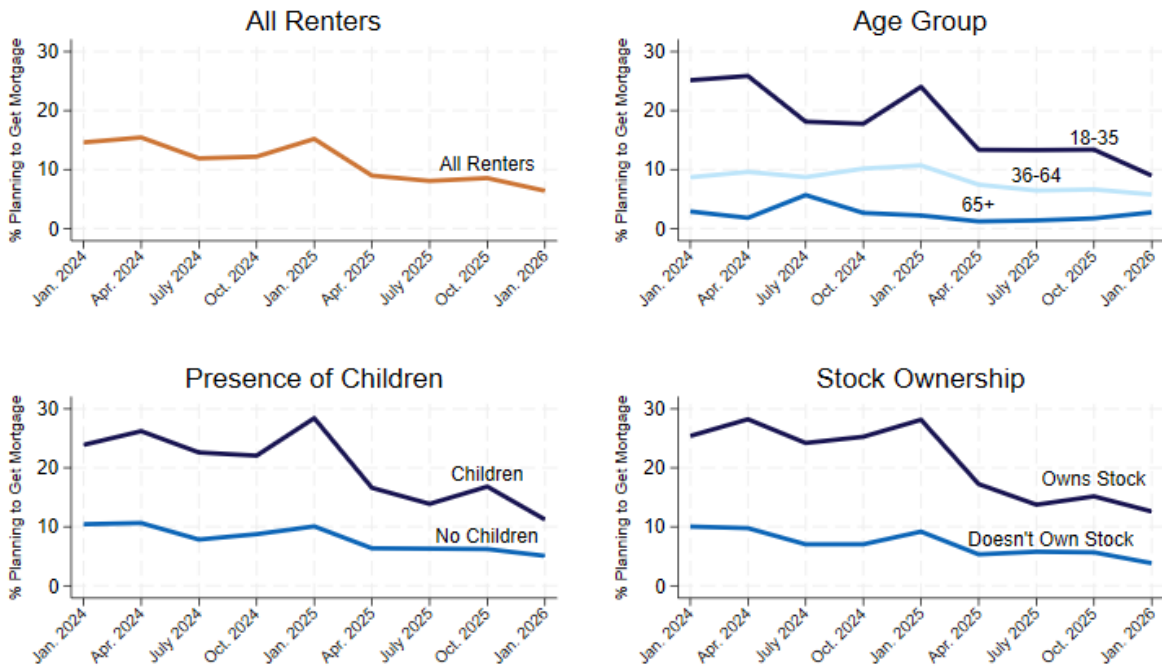 All Renters
% Planning to Get Mortgage
30
20
10
0
All Renters
Jan. 2024
Apr. 2024
July 2024
Oct. 2024
Jan. 2025
Apr. 2025
July 2025
Oct. 2025
Jan. 2026
Age Group
% Planning to Get Mortgage
30
20
10
0
18-35
36-64
65+
Jan. 2024
Apr. 2024
July 2024
Oct. 2024
Jan. 2025
Apr. 2025
July 2025
Oct. 2025
Jan. 2026
Presence of Children
% Planning to Get Mortgage
30
20
10
0
Children
No Children
Jan. 2024
Apr. 2024
July 2024
Oct. 2024
Jan. 2025
Apr. 2025
July 2025
Oct. 2025
Jan. 2026
Stock Ownership
% Planning to Get Mortgage
30
20
10
0
Owns Stock
Doesn't Own Stock
Jan. 2024
Apr. 2024
July 2024
Oct. 2024
Jan. 2025
Apr. 2025
July 2025
Oct. 2025
Jan. 2026